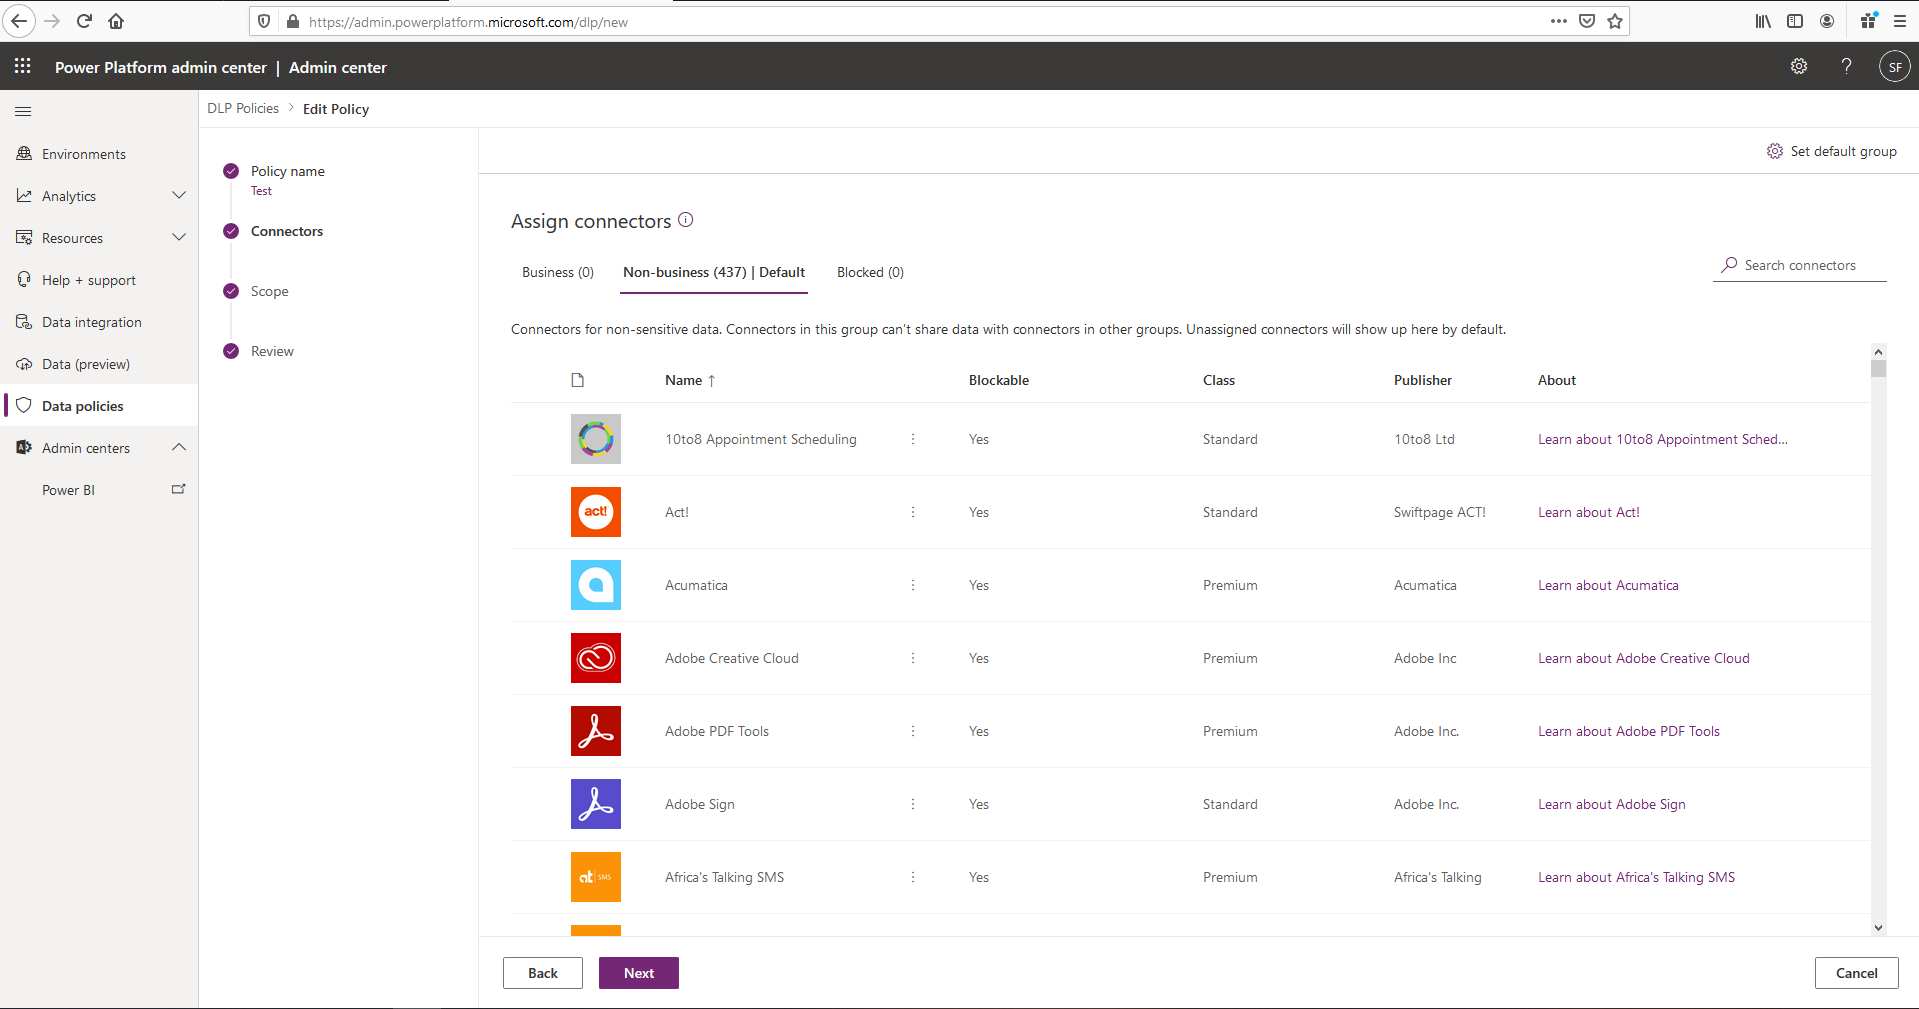 https://admin.powerplatform.microsoft.com/dlp/new
Power Platform admin center | Admin center
SF
DLP Policies > Edit Policy
Environments
Analytics
Resources
Help + support
Data integration
Data (preview)
Data policies
Admin centers
Power BI
Policy name
Test
Connectors
Scope
Review
Set default group
Assign connectors
Business (0) Non-business (437) | Default Blocked (0)
Search connectors
Connectors for non-sensitive data. Connectors in this group can't share data with connectors in other groups. Unassigned connectors will show up here by default.
Name ↑ Blockable Class Publisher About
10to8 Appointment Scheduling Yes Standard 10to8 Ltd Learn about 10to8 Appointment Sched...
act! Act! Yes Standard Swiftpage ACT! Learn about Act!
Acumatica Yes Premium Acumatica Learn about Acumatica
Adobe Creative Cloud Yes Premium Adobe Inc Learn about Adobe Creative Cloud
Adobe PDF Tools Yes Premium Adobe Inc. Learn about Adobe PDF Tools
Adobe Sign Yes Standard Adobe Inc. Learn about Adobe Sign
at SMS Africa's Talking SMS Yes Premium Africa's Talking Learn about Africa's Talking SMS
Back Next Cancel